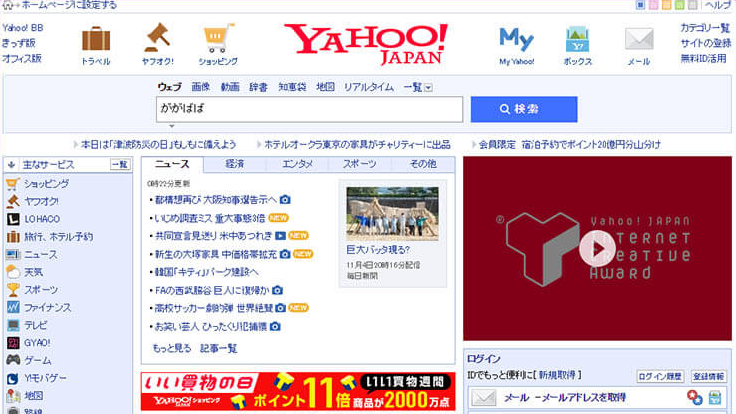 ホームページに設定する
ヘルプ
Yahoo! BB
きっず版
オフィス版
トラベル
ヤフオク!
ショッピング
YAHOO!
JAPAN
My
My Yahoo!
ボックス
メール
カテゴリ一覧
サイトの登録
無料ID活用
ウェブ 画像 動画 辞書 知恵袋 地図 リアルタイム 一覧
ががばば
検索
本日は「津波防災の日」もしもに備えよう
ホテルオークラ東京の家具がチャリティーに出品
会員限定 宿泊予約でポイント20億円分山分け
主なサービス 一覧
ショッピング
ヤフオク!
LOHACO
旅行、ホテル予約
ニュース
天気
スポーツ
ファイナンス
テレビ
GYAO!
ゲーム
Y!モバゲー
地図
路線
ニュース 経済 エンタメ スポーツ その他
0時22分更新
都構想再び 大阪知事選告示へ
いじめ調査ミス 重大事態3倍 NEW
共同宣言見送り 米中あつれき NEW
新生の大塚家具 中価格帯拡充 NEW
韓国「キティ」パーク建設へ
FAの西武脇谷 巨人に復帰か
高校サッカー劇的弾 世界絶賛 NEW
お笑い芸人 ひったくり犯捕獲
もっと見る 記事一覧
巨大バッタ現る?
11月4日20時16分配信
毎日新聞
いい買物の日
YAHOO! JAPAN ショッピング
ポイント11倍
いい買物週間
商品が2000万点
Yahoo! JAPAN
INTERNET
CREATIVE
AWARD
ログイン
IDでもっと便利に[ 新規取得 ]
ログイン履歴
登録情報
メール －メールアドレスを取得